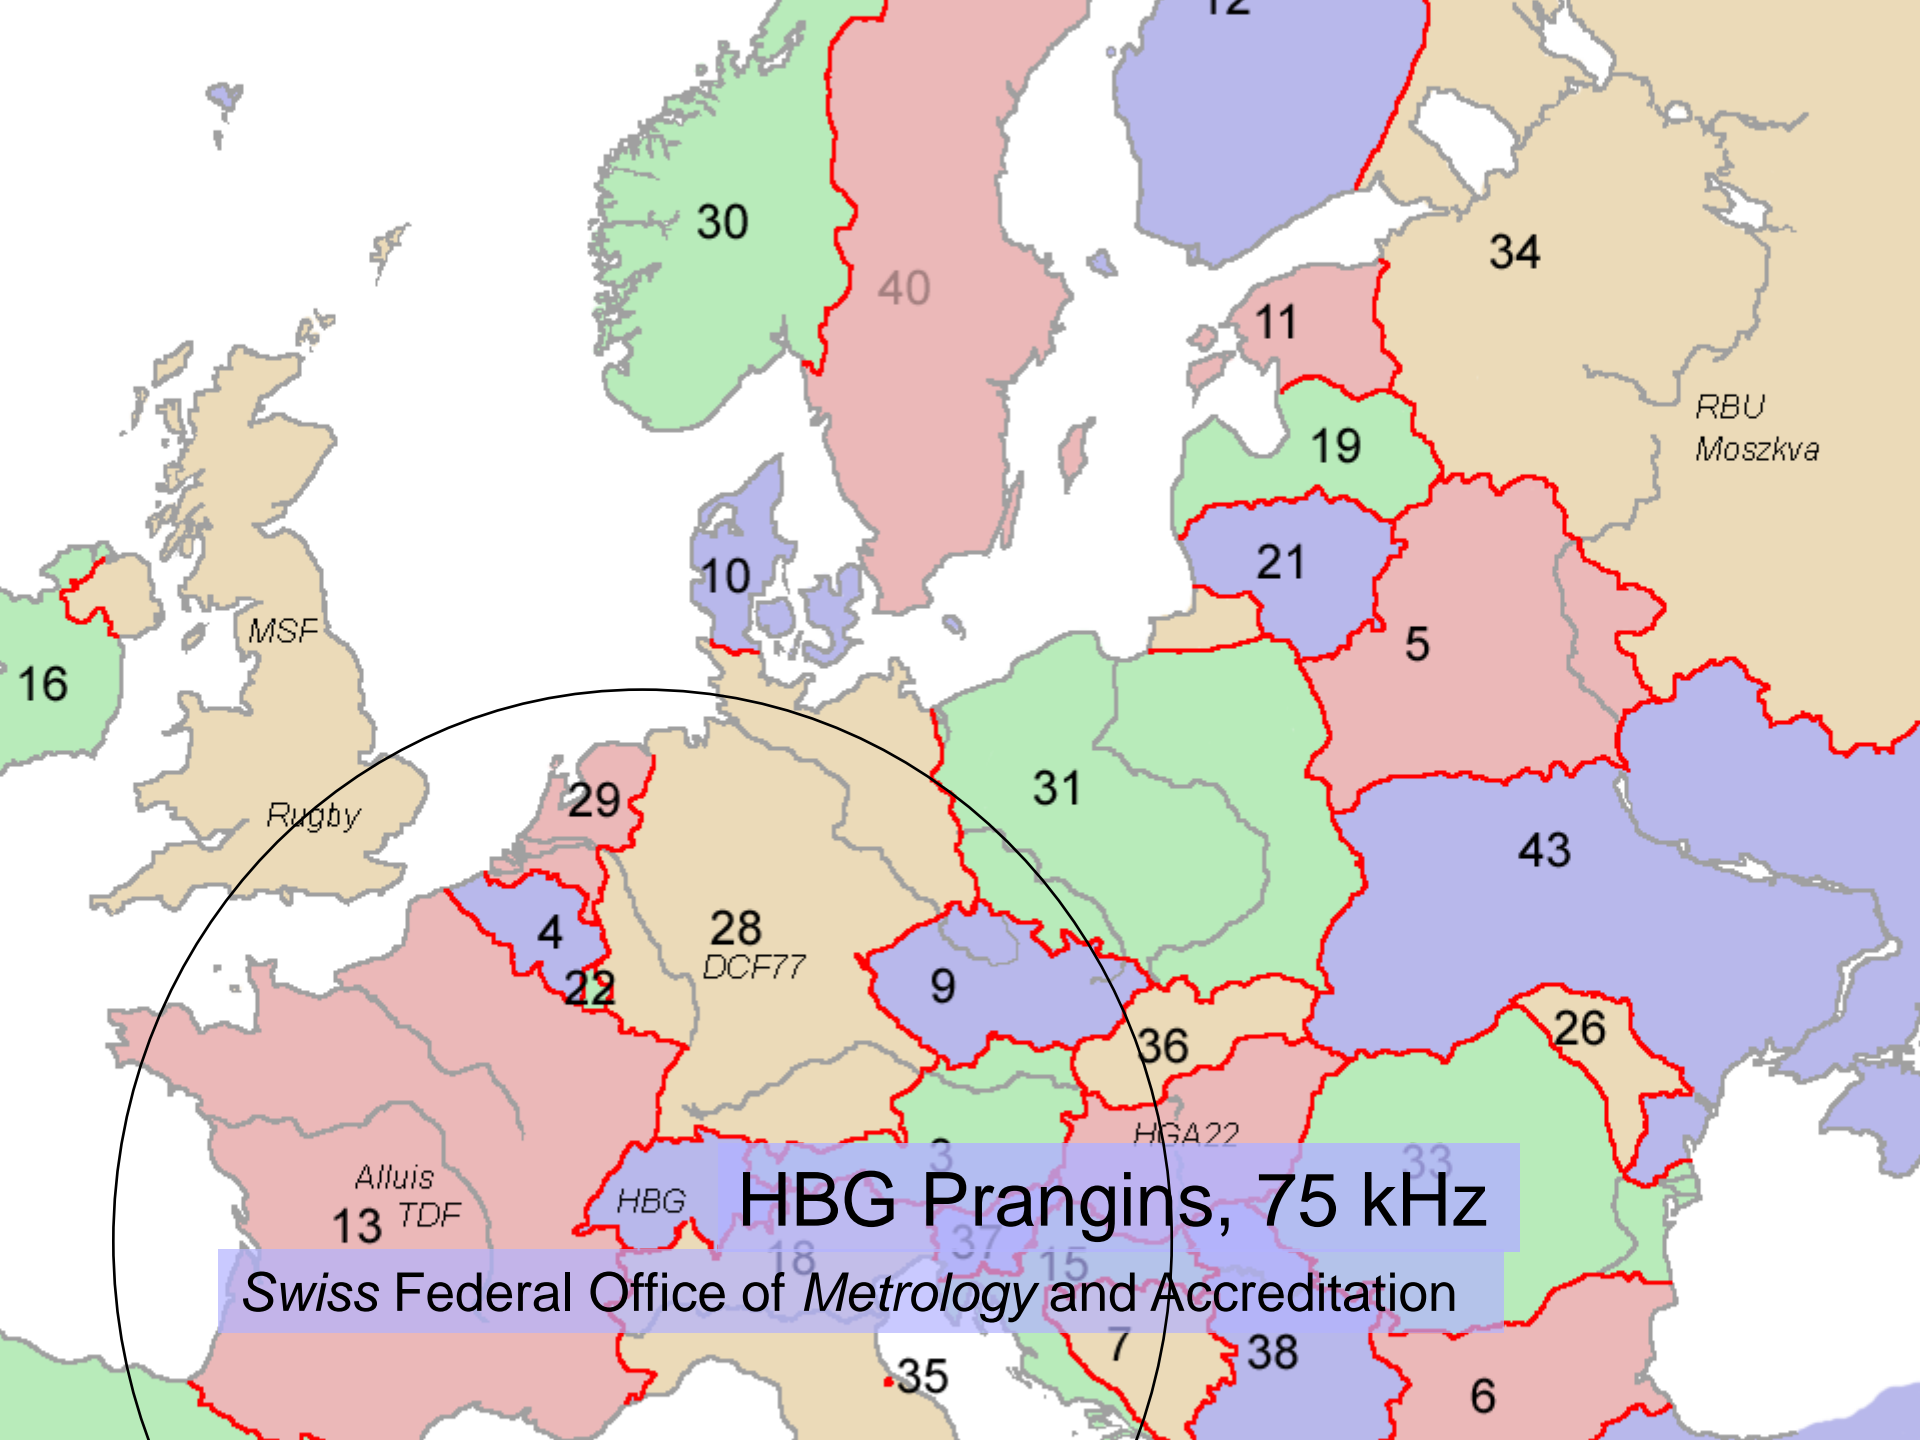 12
30
40
34
11
RBU
Moszkva
19
21
10
MSF
5
16
29
31
Rugby
43
4
28
DCF77
22
9
26
36
HGA22
3
33
Alluis
TDF
13
HBG
HBG Prangins, 75 kHz
37
18
15
Swiss Federal Office of Metrology and Accreditation
7
38
35
6